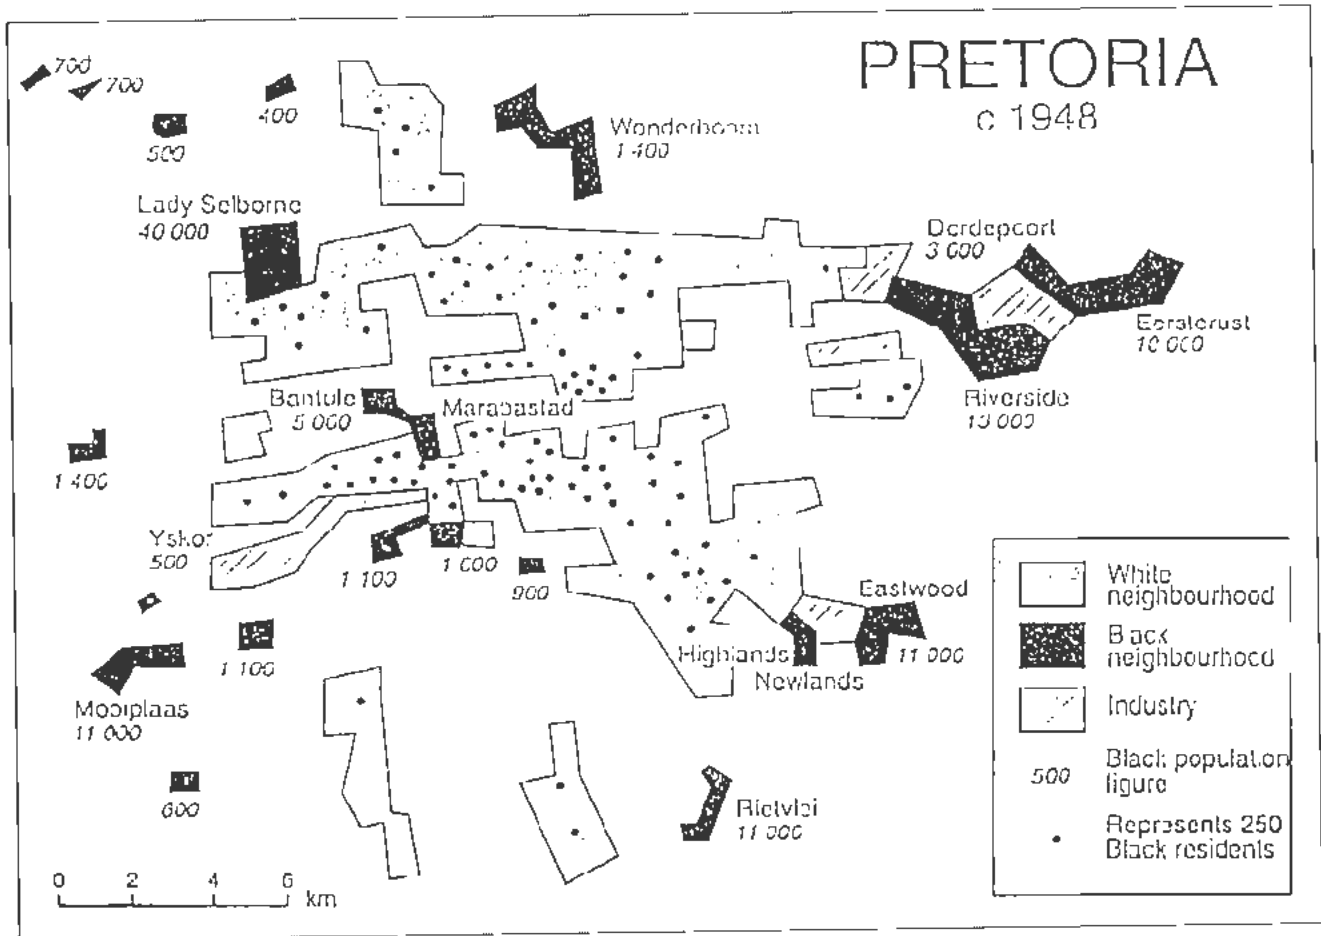 PRETORIA
c 1948
700
700
400
500
Wonderboom
1 400
Lady Selborne
40 000
Derdepoort
3 000
Eersterust
10 000
Riverside
13 000
Bantule
5 000
Marabastad
1 400
Yskor
500
1 100
1 000
900
Eastwood
11 000
Highlands
Newlands
1 100
Mooiplaas
11 000
600
Rietvlei
11 000
White
neighbourhood
Black
neighbourhood
Industry
500
Black population
figure
Represents 250
Black residents
0 2 4 6
km